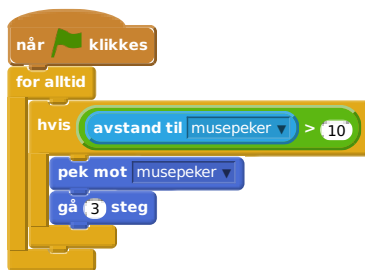 når klikkes
for alltid
hvis avstand til musepeker > 10
pek mot musepeker
gå 3 steg